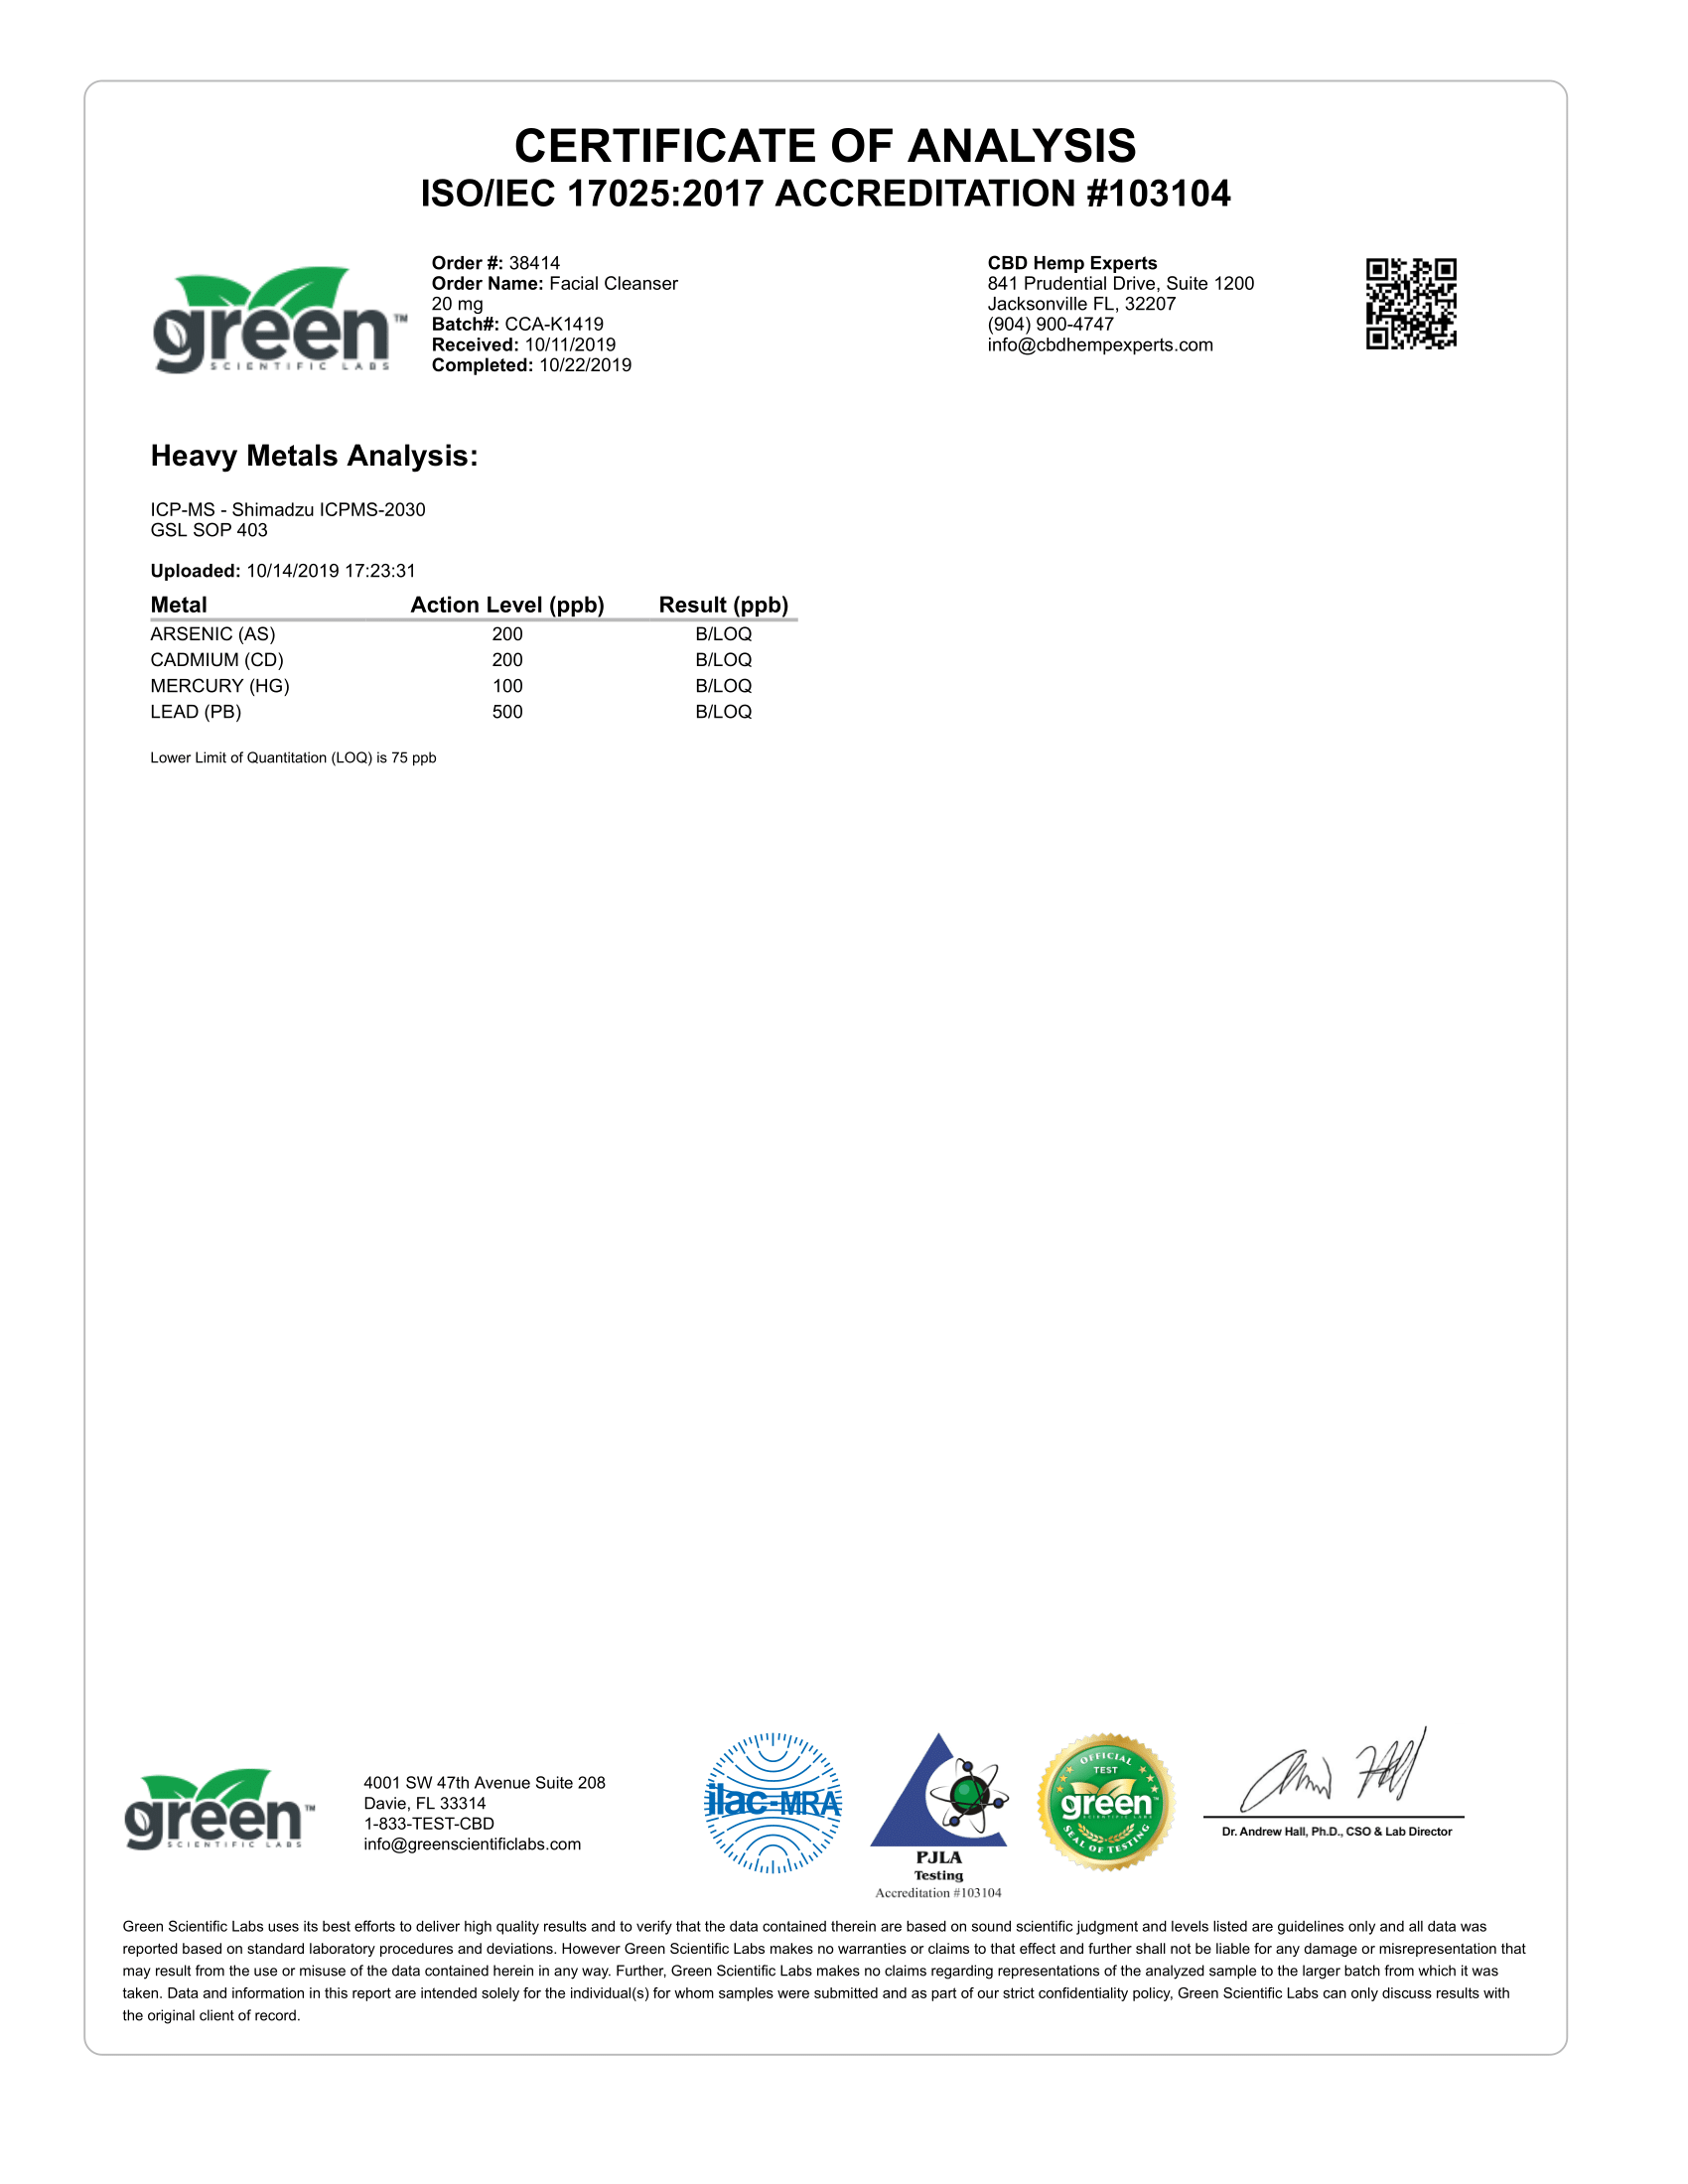 CERTIFICATE OF ANALYSIS
ISO/IEC 17025:2017 ACCREDITATION #103104
green™
SCIENTIFIC LABS
Order #: 38414
Order Name: Facial Cleanser
20 mg
Batch#: CCA-K1419
Received: 10/11/2019
Completed: 10/22/2019
CBD Hemp Experts
841 Prudential Drive, Suite 1200
Jacksonville FL, 32207
(904) 900-4747
info@cbdhempexperts.com
Heavy Metals Analysis:
ICP-MS - Shimadzu ICPMS-2030
GSL SOP 403
Uploaded: 10/14/2019 17:23:31
Metal Action Level (ppb) Result (ppb)
ARSENIC (AS) 200 B/LOQ
CADMIUM (CD) 200 B/LOQ
MERCURY (HG) 100 B/LOQ
LEAD (PB) 500 B/LOQ
Lower Limit of Quantitation (LOQ) is 75 ppb
green™
SCIENTIFIC LABS
4001 SW 47th Avenue Suite 208
Davie, FL 33314
1-833-TEST-CBD
info@greenscientificlabs.com
ilac-MRA
PJLA
Testing
Accreditation #103104
OFFICIAL
TEST
green™
SCIENTIFIC LABS
SEAL OF TESTING
Dr. Andrew Hall, Ph.D., CSO & Lab Director
Green Scientific Labs uses its best efforts to deliver high quality results and to verify that the data contained therein are based on sound scientific judgment and levels listed are guidelines only and all data was
reported based on standard laboratory procedures and deviations. However Green Scientific Labs makes no warranties or claims to that effect and further shall not be liable for any damage or misrepresentation that
may result from the use or misuse of the data contained herein in any way. Further, Green Scientific Labs makes no claims regarding representations of the analyzed sample to the larger batch from which it was
taken. Data and information in this report are intended solely for the individual(s) for whom samples were submitted and as part of our strict confidentiality policy, Green Scientific Labs can only discuss results with
the original client of record.